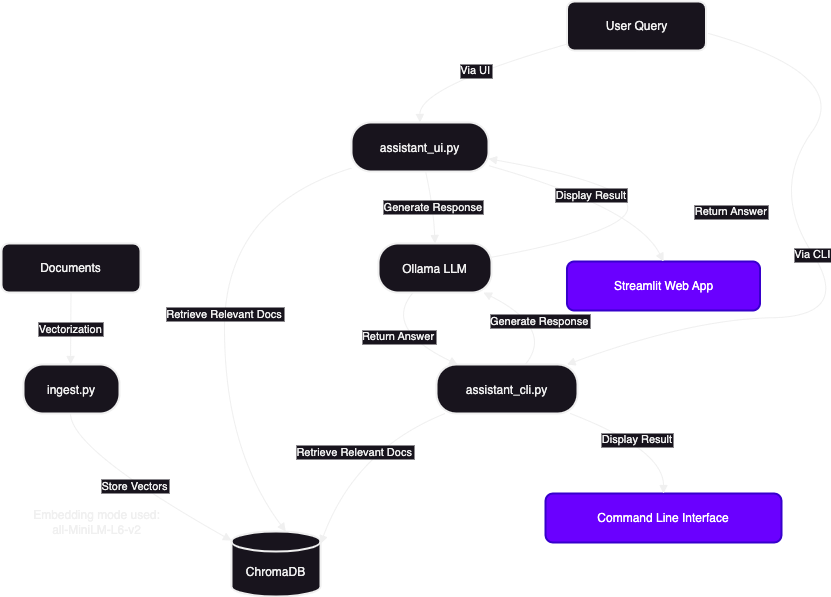 User Query
Via UI
assistant_ui.py
Display Result
Generate Response
Return Answer
Via CLI
Documents
Ollama LLM
Streamlit Web App
Retrieve Relevant Docs
Generate Response
Vectorization
Return Answer
ingest.py
assistant_cli.py
Display Result
Retrieve Relevant Docs
Store Vectors
Embedding mode used:
all-MiniLM-L6-v2
Command Line Interface
ChromaDB